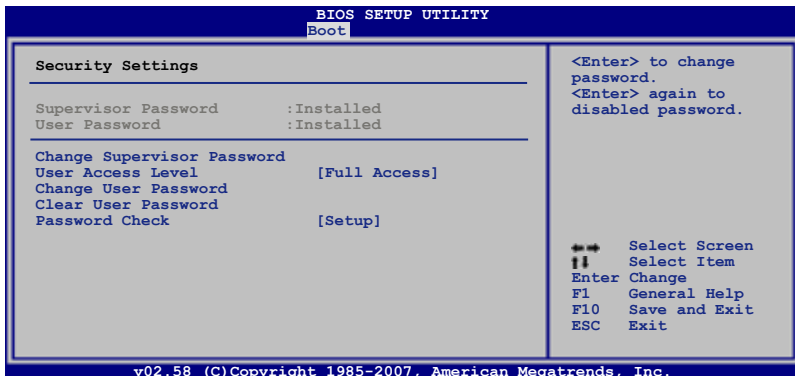 BIOS SETUP UTILITY
Boot
Security Settings
Supervisor Password :Installed
User Password :Installed
Change Supervisor Password
User Access Level [Full Access]
Change User Password
Clear User Password
Password Check [Setup]
<Enter> to change
password.
<Enter> again to
disabled password.
←→ Select Screen
↑↓ Select Item
Enter Change
F1 General Help
F10 Save and Exit
ESC Exit
v02.58 (C)Copyright 1985-2007, American Megatrends, Inc.